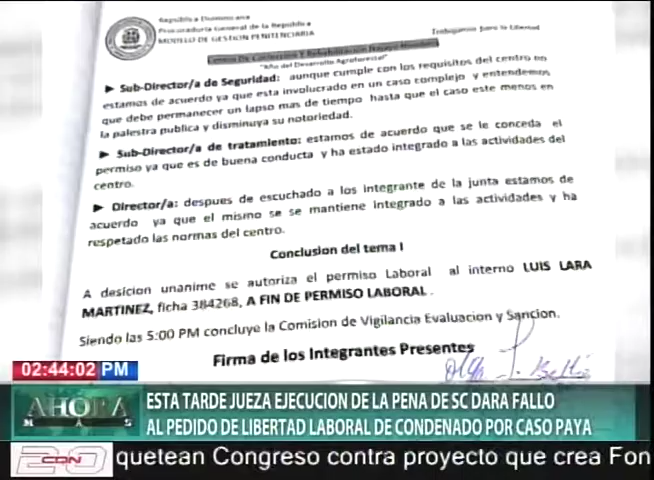 República Dominicana
Procuraduría General de la República
MODELO DE GESTION PENITENCIARIA
Trabajamos para la Libertad
Centro De Correccion y Rehabilitación Najayo Hombres
"Año del Desarrollo Agroforestal"
► Sub-Director/a de Seguridad: aunque cumple con los requisitos del centro no
estamos de acuerdo ya que esta involucrado en un caso complejo y entendemos
que debe permanecer un lapso mas de tiempo hasta que el caso este menos en
la palestra publica y disminuya su notoriedad.
► Sub-Director/a de tratamiento: estamos de acuerdo que se le conceda el
permiso ya que es de buena conducta y ha estado integrado a las actividades del
centro.
► Director/a: despues de escuchado a los integrante de la junta estamos de
acuerdo ya que el mismo se se mantiene integrado a las actividades y ha
respetado las normas del centro.
Conclusion del tema I
A desicion unanime se autoriza el permiso Laboral al interno LUIS LARA
MARTINEZ, ficha 384268, A FIN DE PERMISO LABORAL .
Siendo las 5:00 PM concluye la Comision de Vigilancia Evaluacion y Sancion.
Firma de los Integrantes Presentes
02:44:02 PM
AHORA
MAS
ESTA TARDE JUEZA EJECUCION DE LA PENA DE SC DARA FALLO
AL PEDIDO DE LIBERTAD LABORAL DE CONDENADO POR CASO PAYA
20
CDN
quetean Congreso contra proyecto que crea Fon